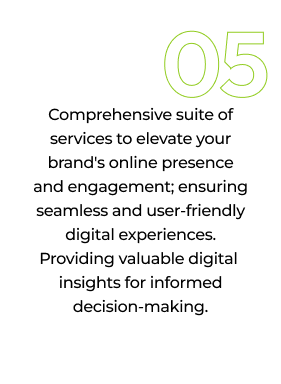 05
Comprehensive suite of
services to elevate your
brand's online presence
and engagement; ensuring
seamless and user-friendly
digital experiences.
Providing valuable digital
insights for informed
decision-making.